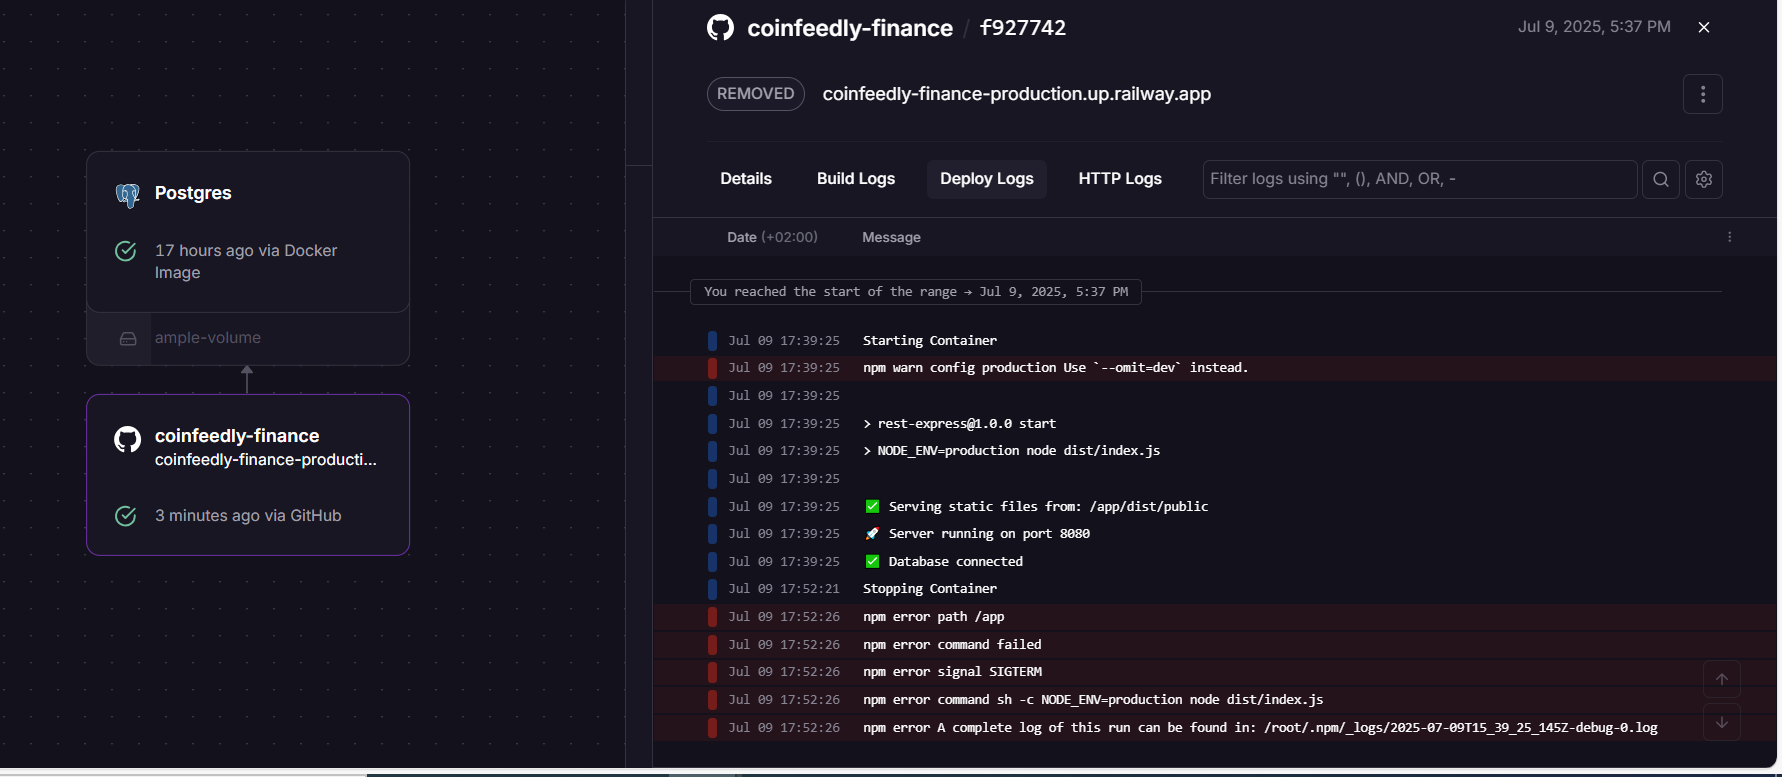 Postgres
17 hours ago via Docker
Image
ample-volume
coinfeedly-finance
coinfeedly-finance-producti...
3 minutes ago via GitHub
coinfeedly-finance / f927742
Jul 9, 2025, 5:37 PM
REMOVED coinfeedly-finance-production.up.railway.app
Details Build Logs Deploy Logs HTTP Logs Filter logs using "", (), AND, OR, -
Date (+02:00) Message
You reached the start of the range → Jul 9, 2025, 5:37 PM
Jul 09 17:39:25 Starting Container
Jul 09 17:39:25 npm warn config production Use `--omit=dev` instead.
Jul 09 17:39:25
Jul 09 17:39:25 > rest-express@1.0.0 start
Jul 09 17:39:25 > NODE_ENV=production node dist/index.js
Jul 09 17:39:25
Jul 09 17:39:25 ✅ Serving static files from: /app/dist/public
Jul 09 17:39:25 🚀 Server running on port 8080
Jul 09 17:39:25 ✅ Database connected
Jul 09 17:52:21 Stopping Container
Jul 09 17:52:26 npm error path /app
Jul 09 17:52:26 npm error command failed
Jul 09 17:52:26 npm error signal SIGTERM
Jul 09 17:52:26 npm error command sh -c NODE_ENV=production node dist/index.js
Jul 09 17:52:26 npm error A complete log of this run can be found in: /root/.npm/_logs/2025-07-09T15_39_25_145Z-debug-0.log